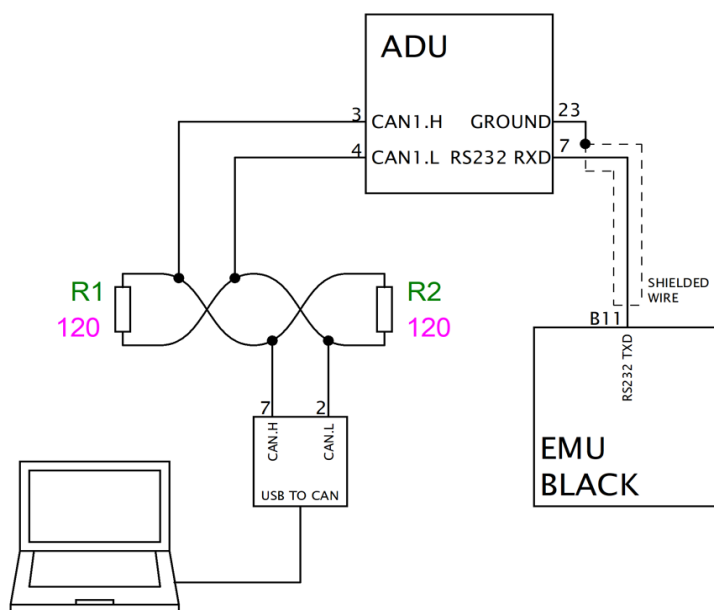 ADU
3
CAN1.H
GROUND
23
4
CAN1.L
RS232 RXD
7
R1
120
R2
120
SHIELDED
WIRE
B11
RS232 TXD
EMU
BLACK
7
2
CAN.H
CAN.L
USB TO CAN